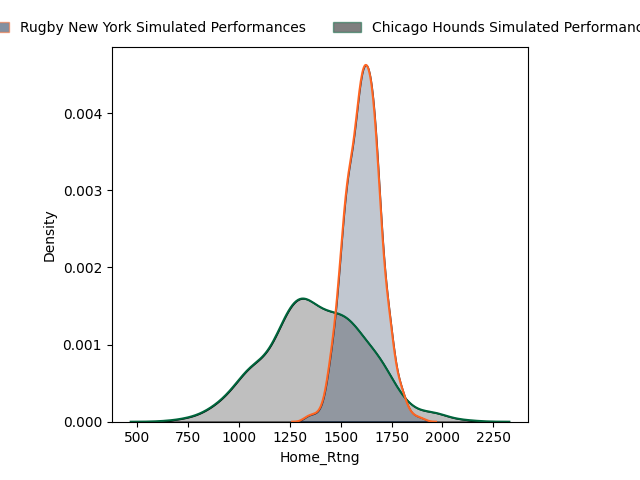 Rugby New York Simulated Performances
Chicago Hounds Simulated
0.004
0.003
0.002
0.001
0.000
Density
500 750 1000 1250 1500 1750 2000 2250
Home_Rtng